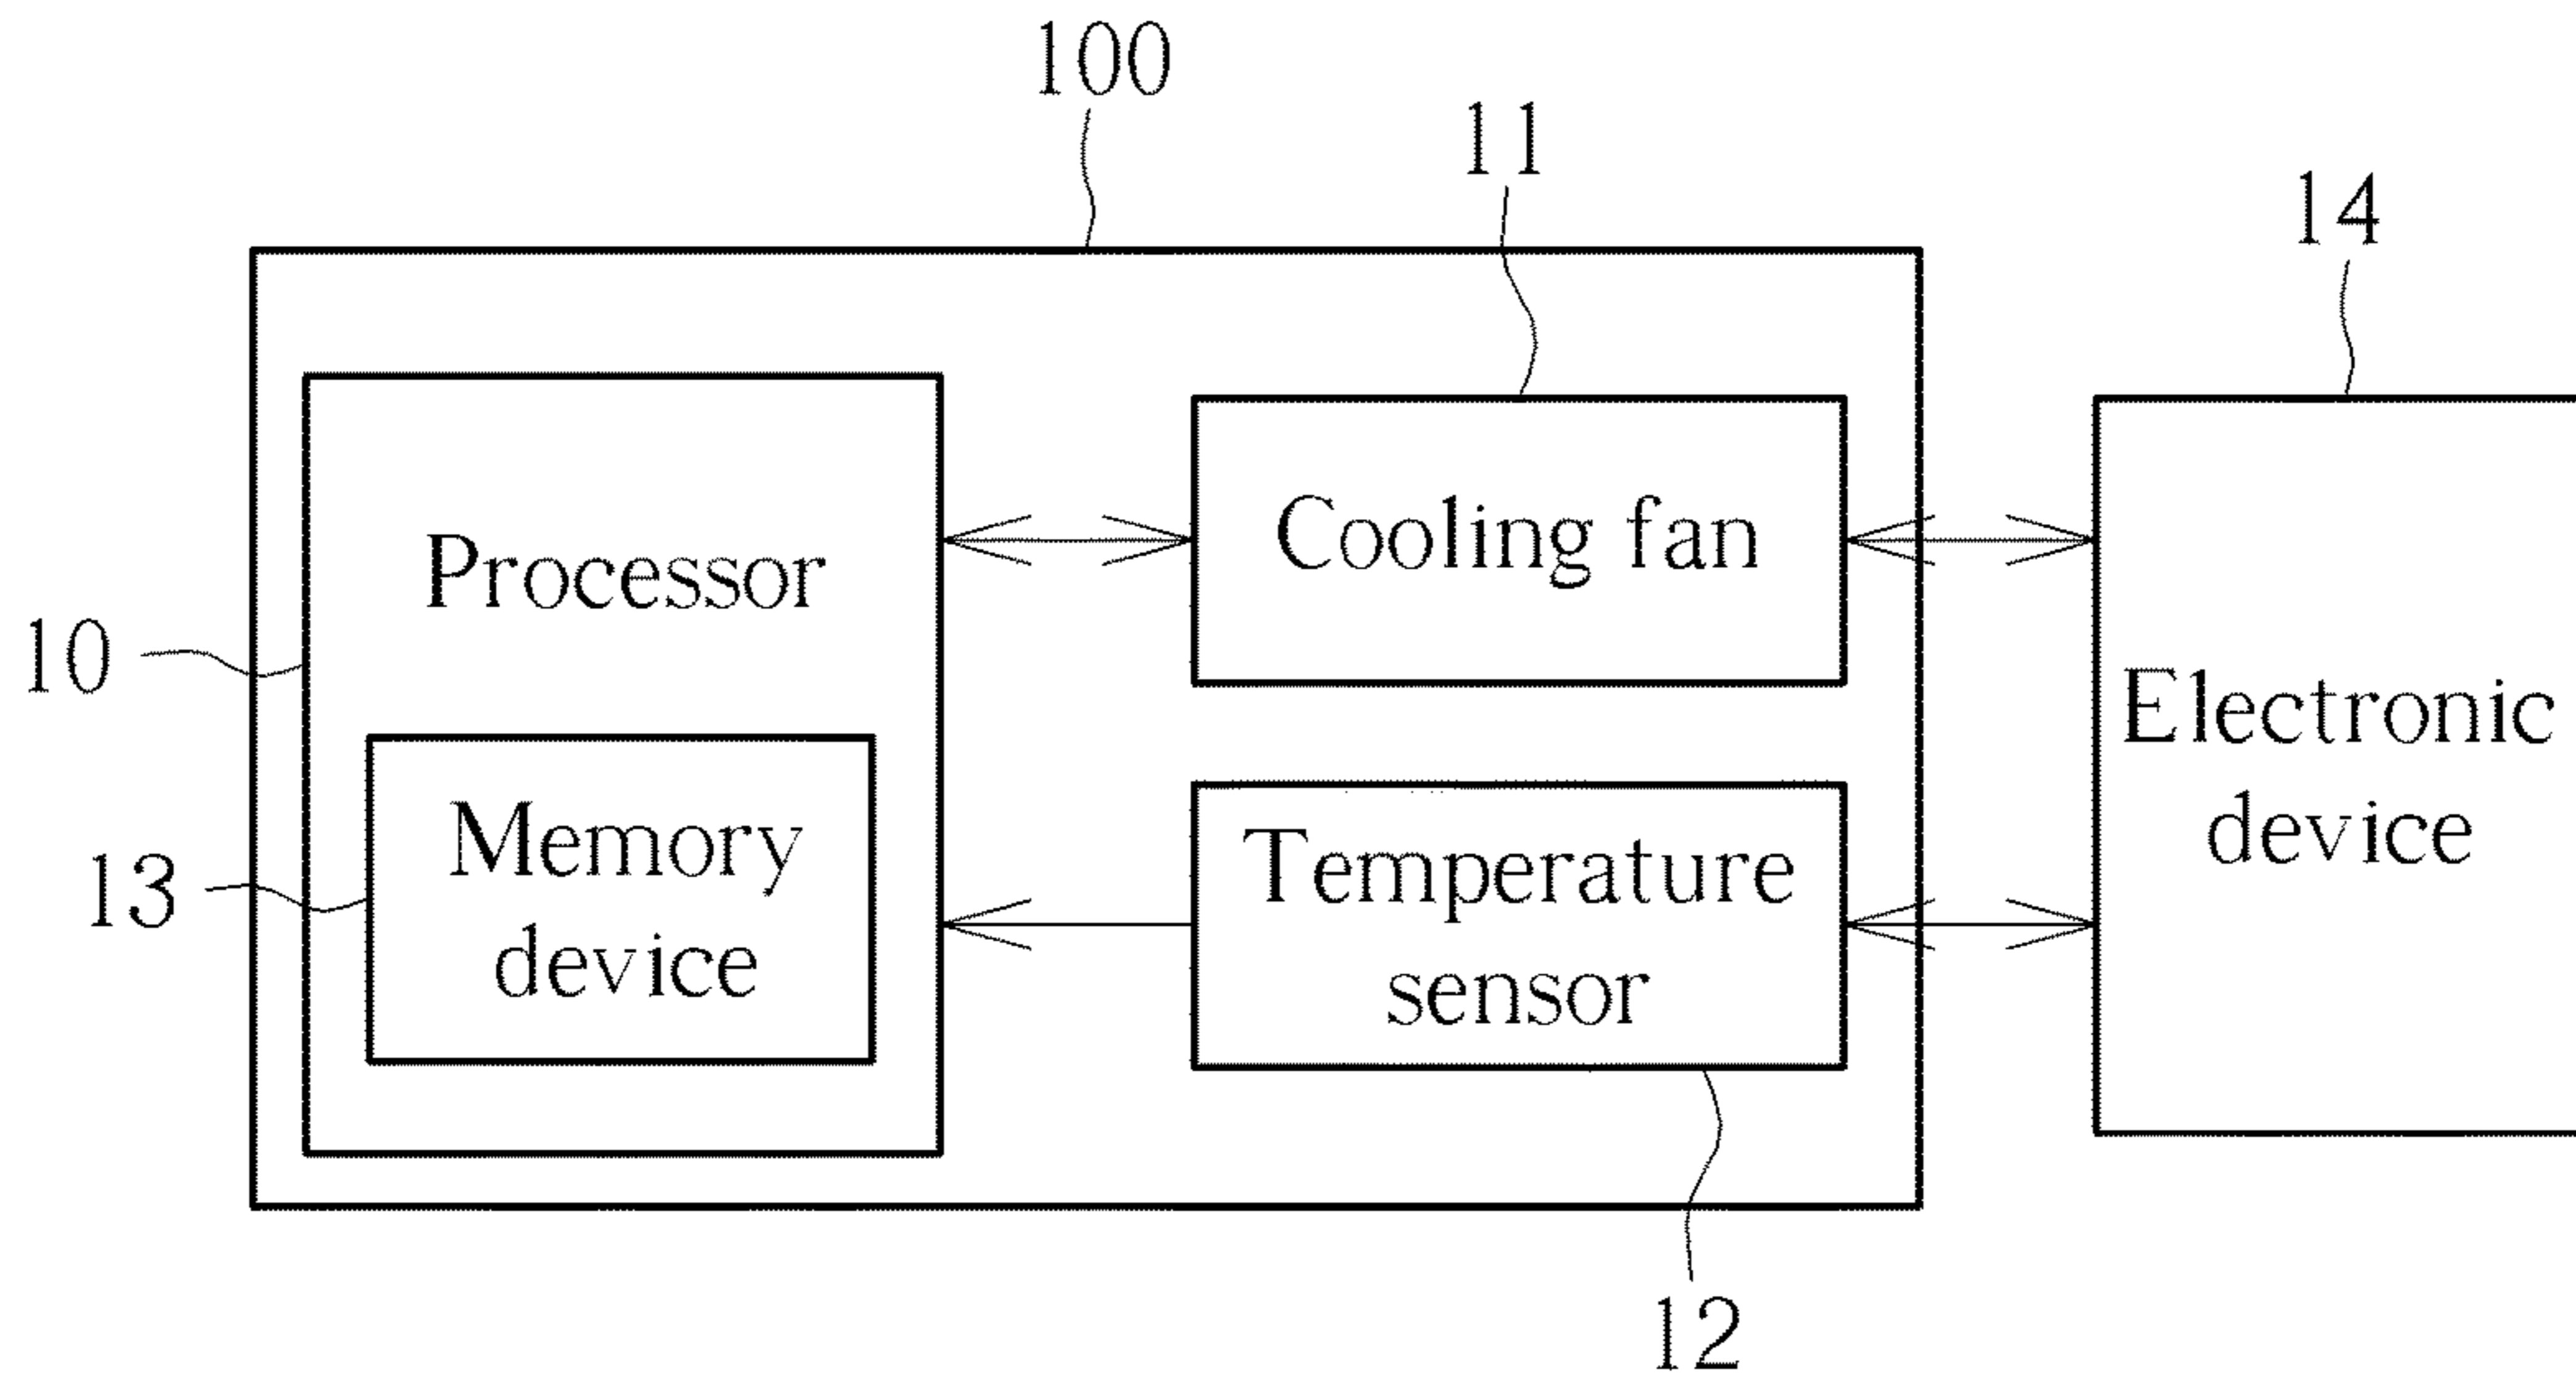 100
11
14
Processor
Cooling fan
10
Electronic
device
Memory
device
13
Temperature
sensor
12